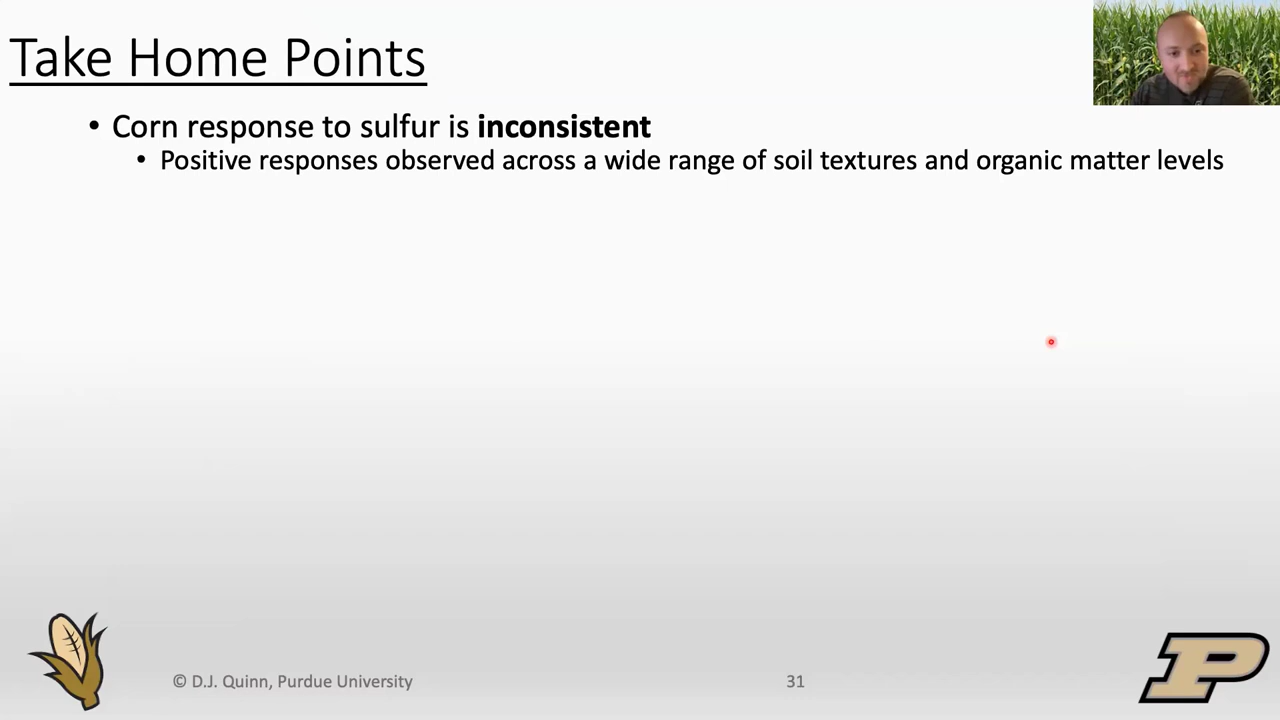 Take Home Points
• Corn response to sulfur is inconsistent
• Positive responses observed across a wide range of soil textures and organic matter levels
© D.J. Quinn, Purdue University
31
P